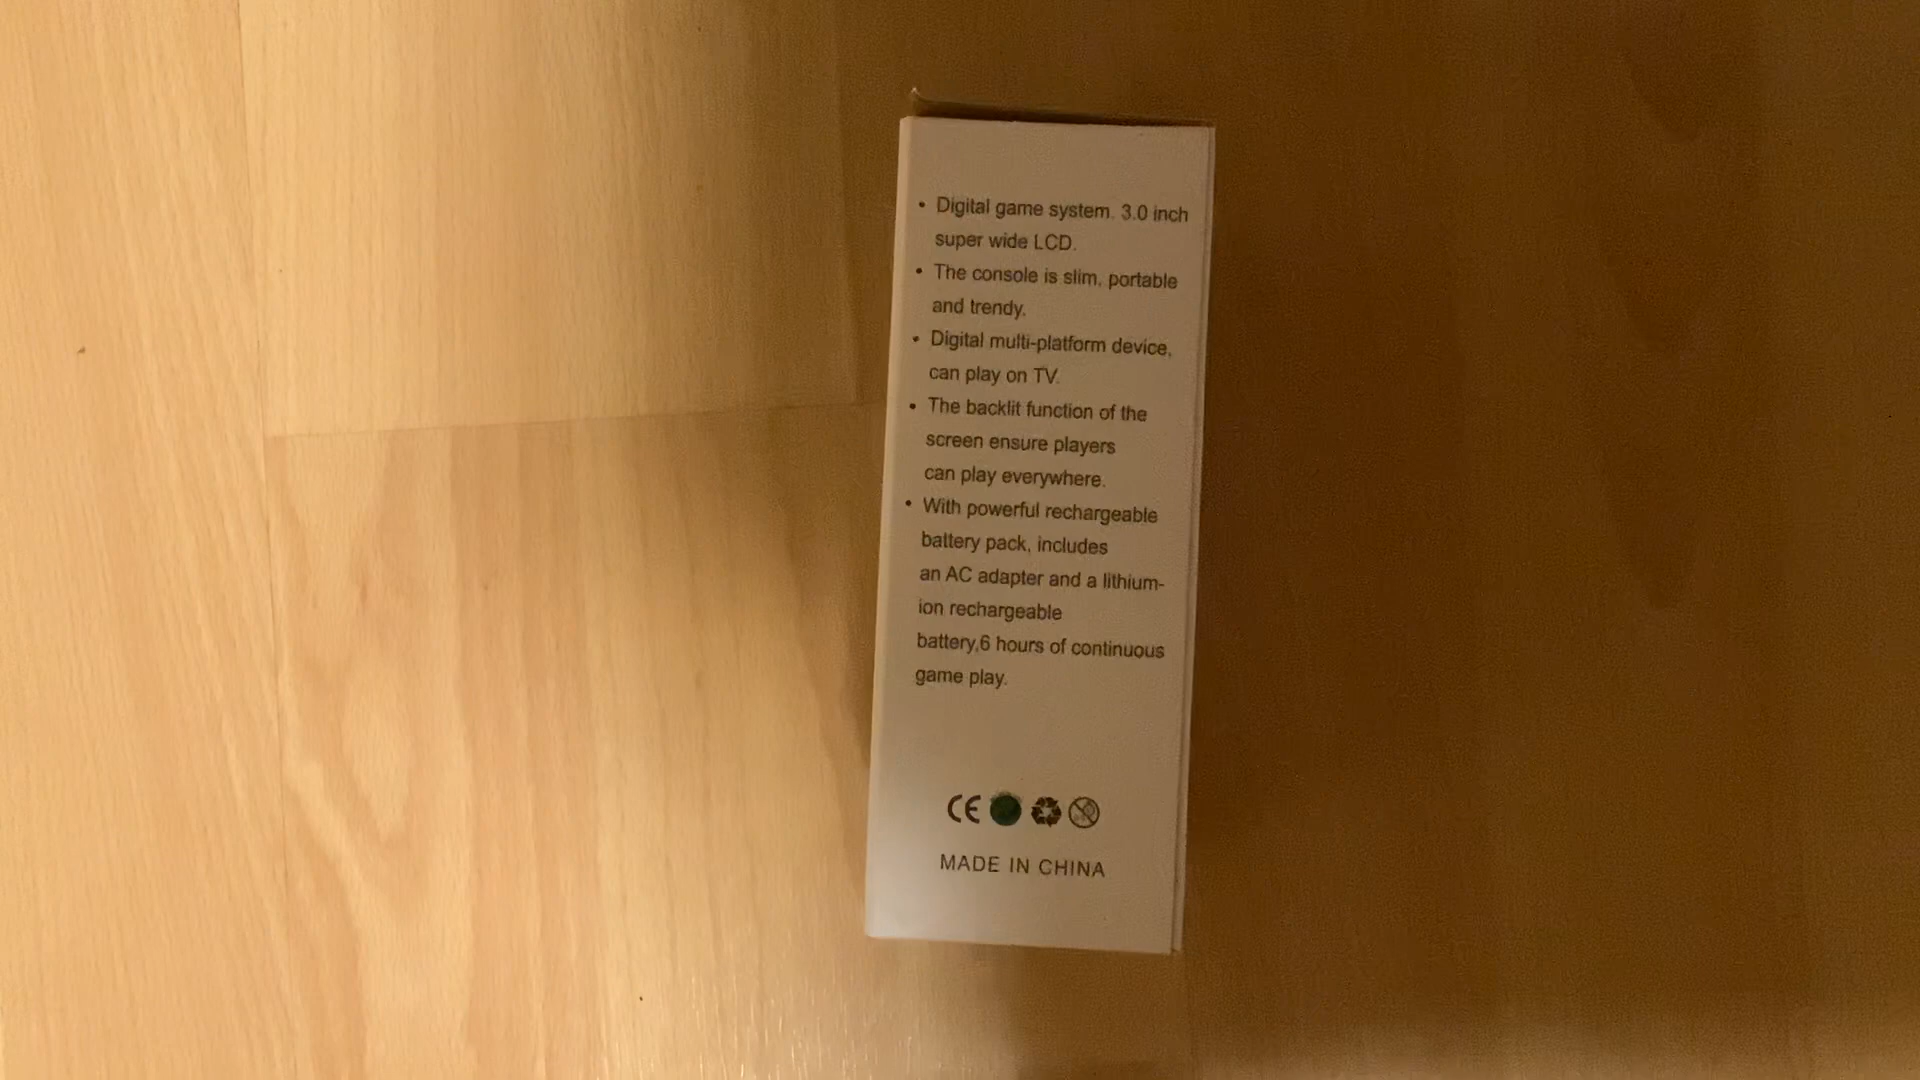 • Digital game system. 3.0 inch
super wide LCD.
• The console is slim, portable
and trendy.
• Digital multi-platform device,
can play on TV.
• The backlit function of the
screen ensure players
can play everywhere.
• With powerful rechargeable
battery pack, includes
an AC adapter and a lithium-
ion rechargeable
battery,6 hours of continuous
game play.
CE
MADE IN CHINA